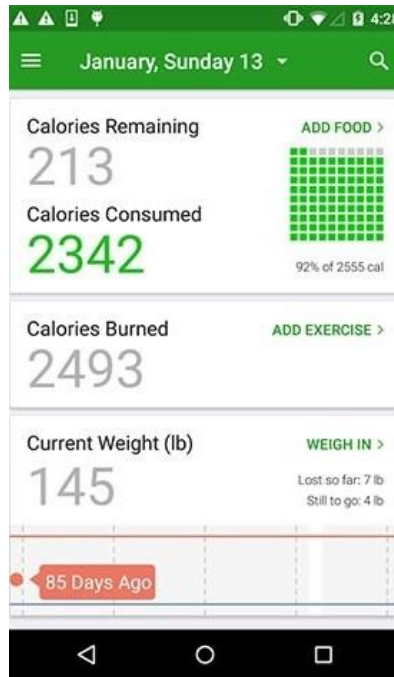 4:28
January, Sunday 13
Calories Remaining
ADD FOOD >
213
Calories Consumed
2342
92% of 2555 cal
Calories Burned
ADD EXERCISE >
2493
Current Weight (lb)
WEIGH IN >
145
Lost so far: 7 lb
Still to go: 4 lb
85 Days Ago